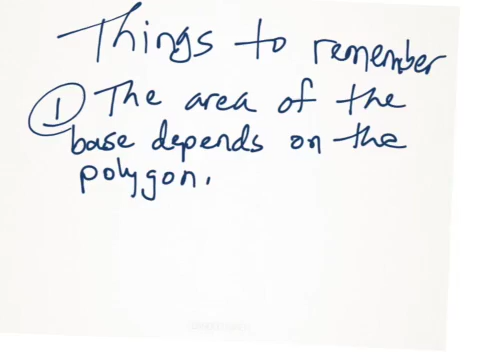 Things to remember
① The area of the
base depends on the
polygon.